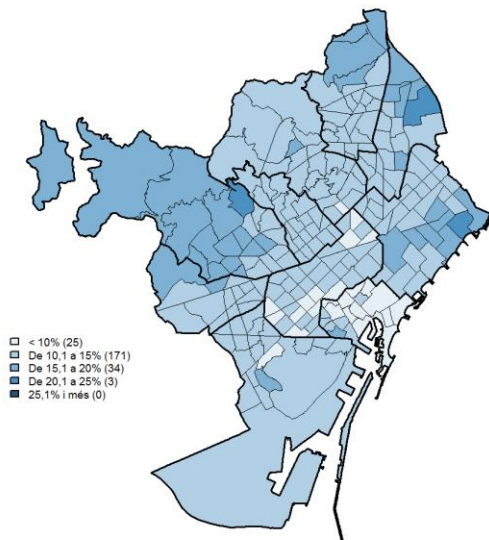 < 10% (25)
De 10,1 a 15% (171)
De 15,1 a 20% (34)
De 20,1 a 25% (3)
25,1% i més (0)